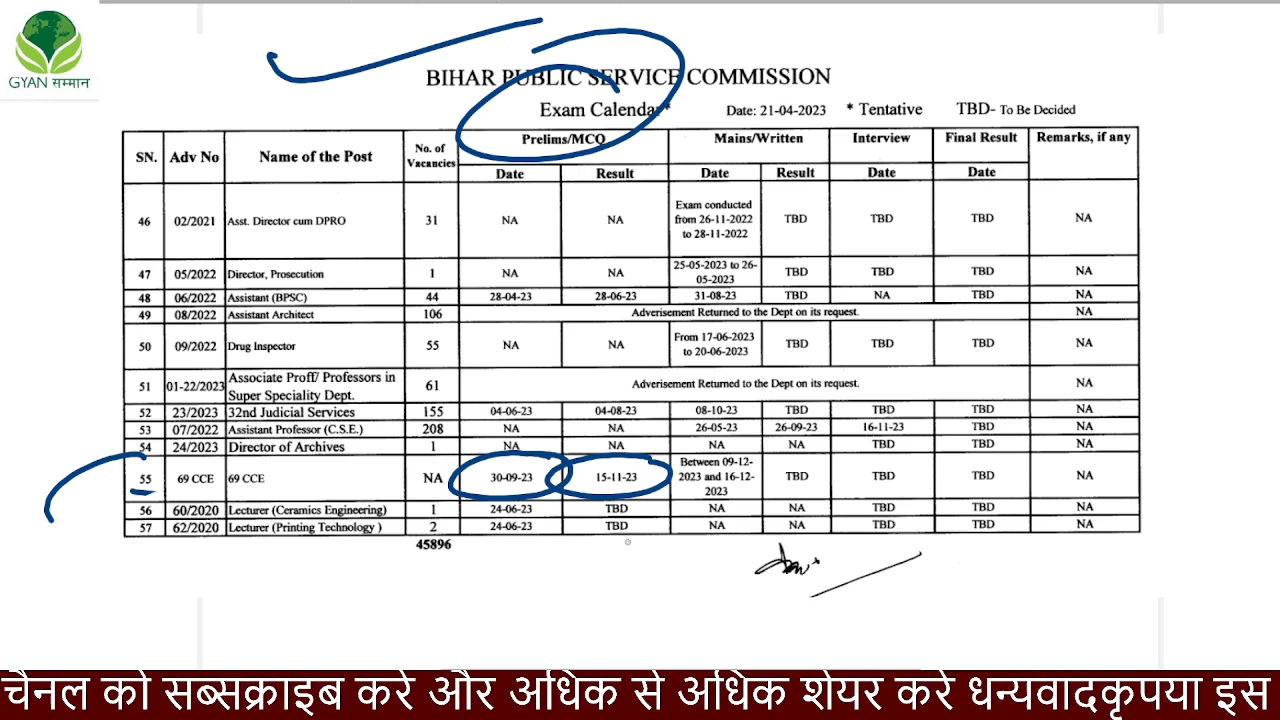 GYAN सम्मान
BIHAR PUBLIC SERVICE COMMISSION
Exam Calendar* Date: 21-04-2023 * Tentative TBD- To Be Decided
SN. Adv No Name of the Post No. of Vacancies Prelims/MCQ Mains/Written Interview Final Result Remarks, if any
Date Result Date Result Date Date
46 02/2021 Asst. Director cum DPRO 31 NA NA Exam conducted from 26-11-2022 to 28-11-2022 TBD TBD TBD NA
47 05/2022 Director, Prosecution 1 NA NA 25-05-2023 to 26-05-2023 TBD TBD TBD NA
48 06/2022 Assistant (BPSC) 44 28-04-23 28-06-23 31-08-23 TBD NA TBD NA
49 08/2022 Assistant Architect 106 Adverisement Returned to the Dept on its request. NA
50 09/2022 Drug Inspector 55 NA NA From 17-06-2023 to 20-06-2023 TBD TBD TBD NA
51 01-22/2023 Associate Proff/ Professors in Super Speciality Dept. 61 Adverisement Returned to the Dept on its request. NA
52 23/2023 32nd Judicial Services 155 04-06-23 04-08-23 08-10-23 TBD TBD TBD NA
53 07/2022 Assistant Professor (C.S.E.) 208 NA NA 26-05-23 26-09-23 16-11-23 TBD NA
54 24/2023 Director of Archives 1 NA NA NA NA TBD TBD NA
55 69 CCE 69 CCE NA 30-09-23 15-11-23 Between 09-12-2023 and 16-12-2023 TBD TBD TBD NA
56 60/2020 Lecturer (Ceramics Engineering) 1 24-06-23 TBD NA NA TBD TBD NA
57 62/2020 Lecturer (Printing Technology ) 2 24-06-23 TBD NA NA TBD TBD NA
45896
चैनल को सब्सक्राइब करे और अधिक से अधिक शेयर करे धन्यवादकृपया इस